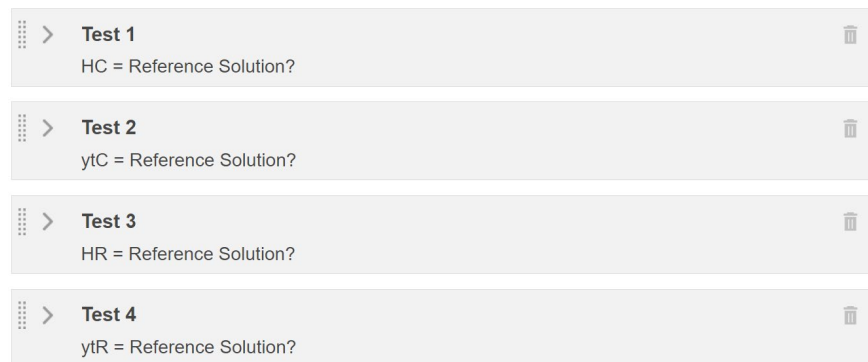 Test 1
HC = Reference Solution?
Test 2
ytC = Reference Solution?
Test 3
HR = Reference Solution?
Test 4
ytR = Reference Solution?